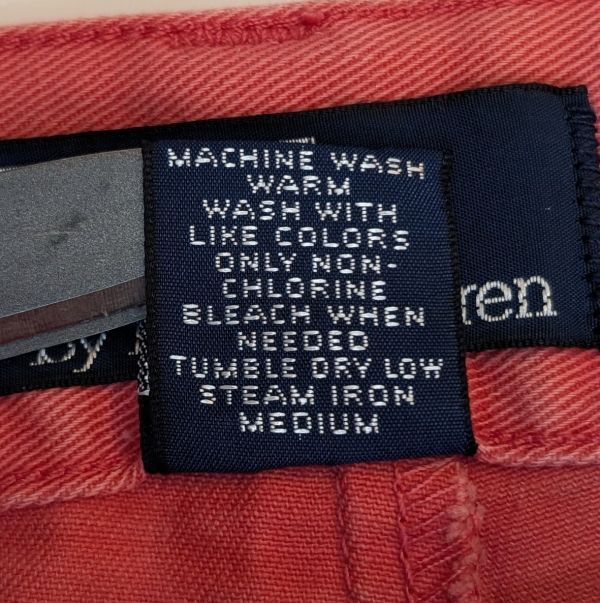 MACHINE WASH
WARM
WASH WITH
LIKE COLORS
ONLY NON-
CHLORINE
BLEACH WHEN
NEEDED
TUMBLE DRY LOW
STEAM IRON
MEDIUM
by
ren